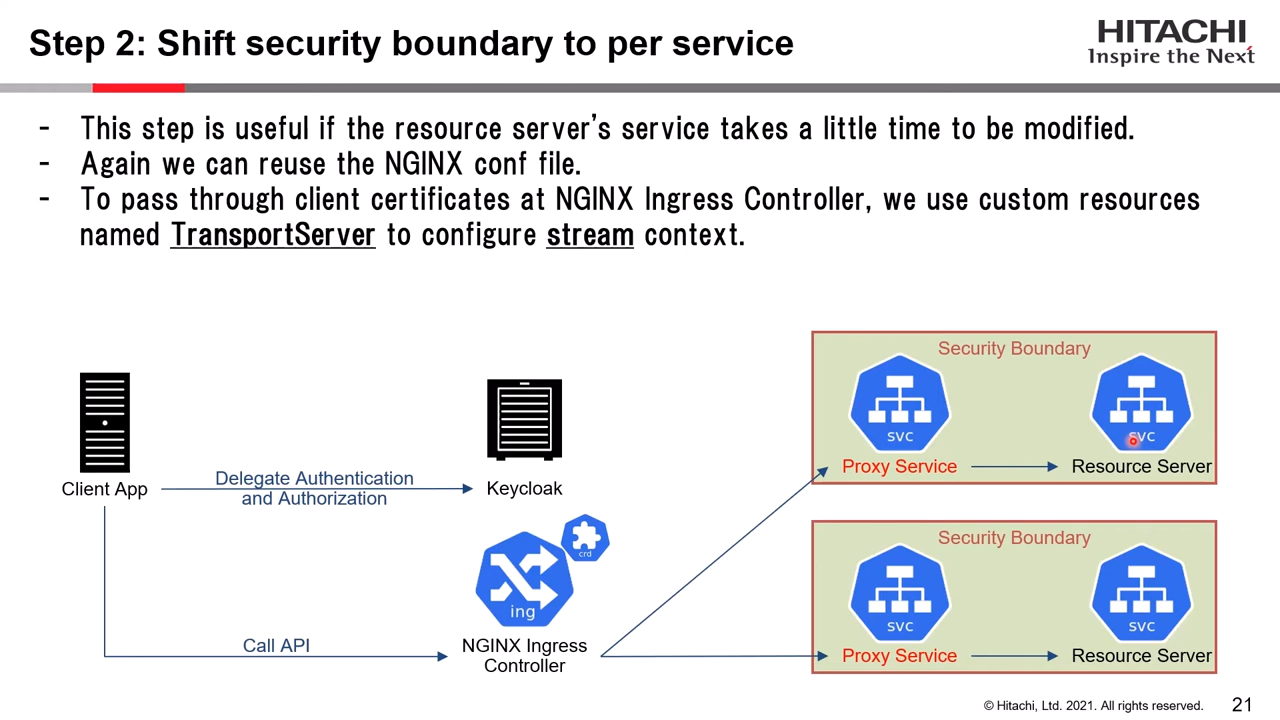 Step 2: Shift security boundary to per service
HITACHI
Inspire the Next
- This step is useful if the resource server's service takes a little time to be modified.
- Again we can reuse the NGINX conf file.
- To pass through client certificates at NGINX Ingress Controller, we use custom resources
named TransportServer to configure stream context.
Security Boundary
svc
svc
Proxy Service
Resource Server
Client App
Delegate Authentication
and Authorization
Keycloak
Security Boundary
crd
ing
svc
svc
Call API
NGINX Ingress
Controller
Proxy Service
Resource Server
© Hitachi, Ltd. 2021. All rights reserved.
21